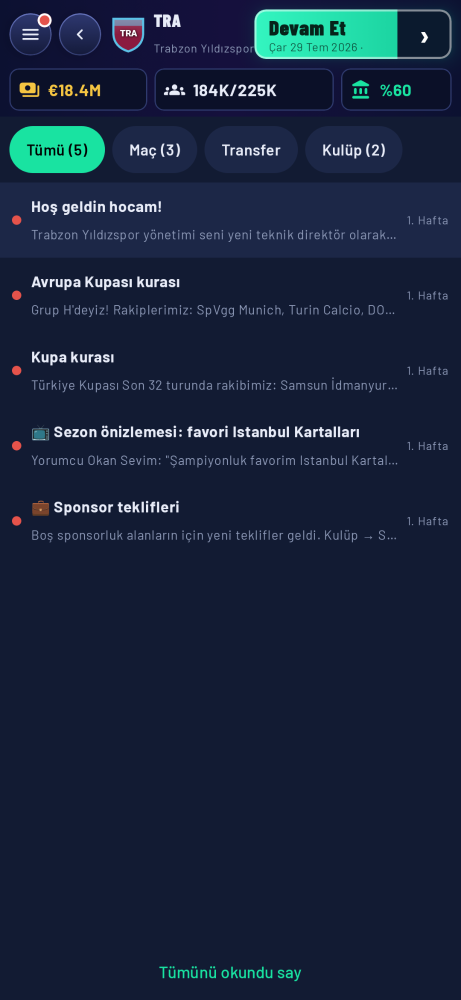 TRA
TRA
Trabzon Yıldızspor
Devam Et
Çar 29 Tem 2026 ·
€18.4M
184K/225K
%60
Tümü (5)
Maç (3)
Transfer
Kulüp (2)
Hoş geldin hocam!
Trabzon Yıldızspor yönetimi seni yeni teknik direktör olarak...
1. Hafta
Avrupa Kupası kurası
Grup H'deyiz! Rakiplerimiz: SpVgg Munich, Turin Calcio, DO...
1. Hafta
Kupa kurası
Türkiye Kupası Son 32 turunda rakibimiz: Samsun İdmanyur...
1. Hafta
📺 Sezon önizlemesi: favori Istanbul Kartalları
Yorumcu Okan Sevim: "Şampiyonluk favorim Istanbul Kartal...
1. Hafta
💼 Sponsor teklifleri
Boş sponsorluk alanların için yeni teklifler geldi. Kulüp → S...
1. Hafta
Tümünü okundu say